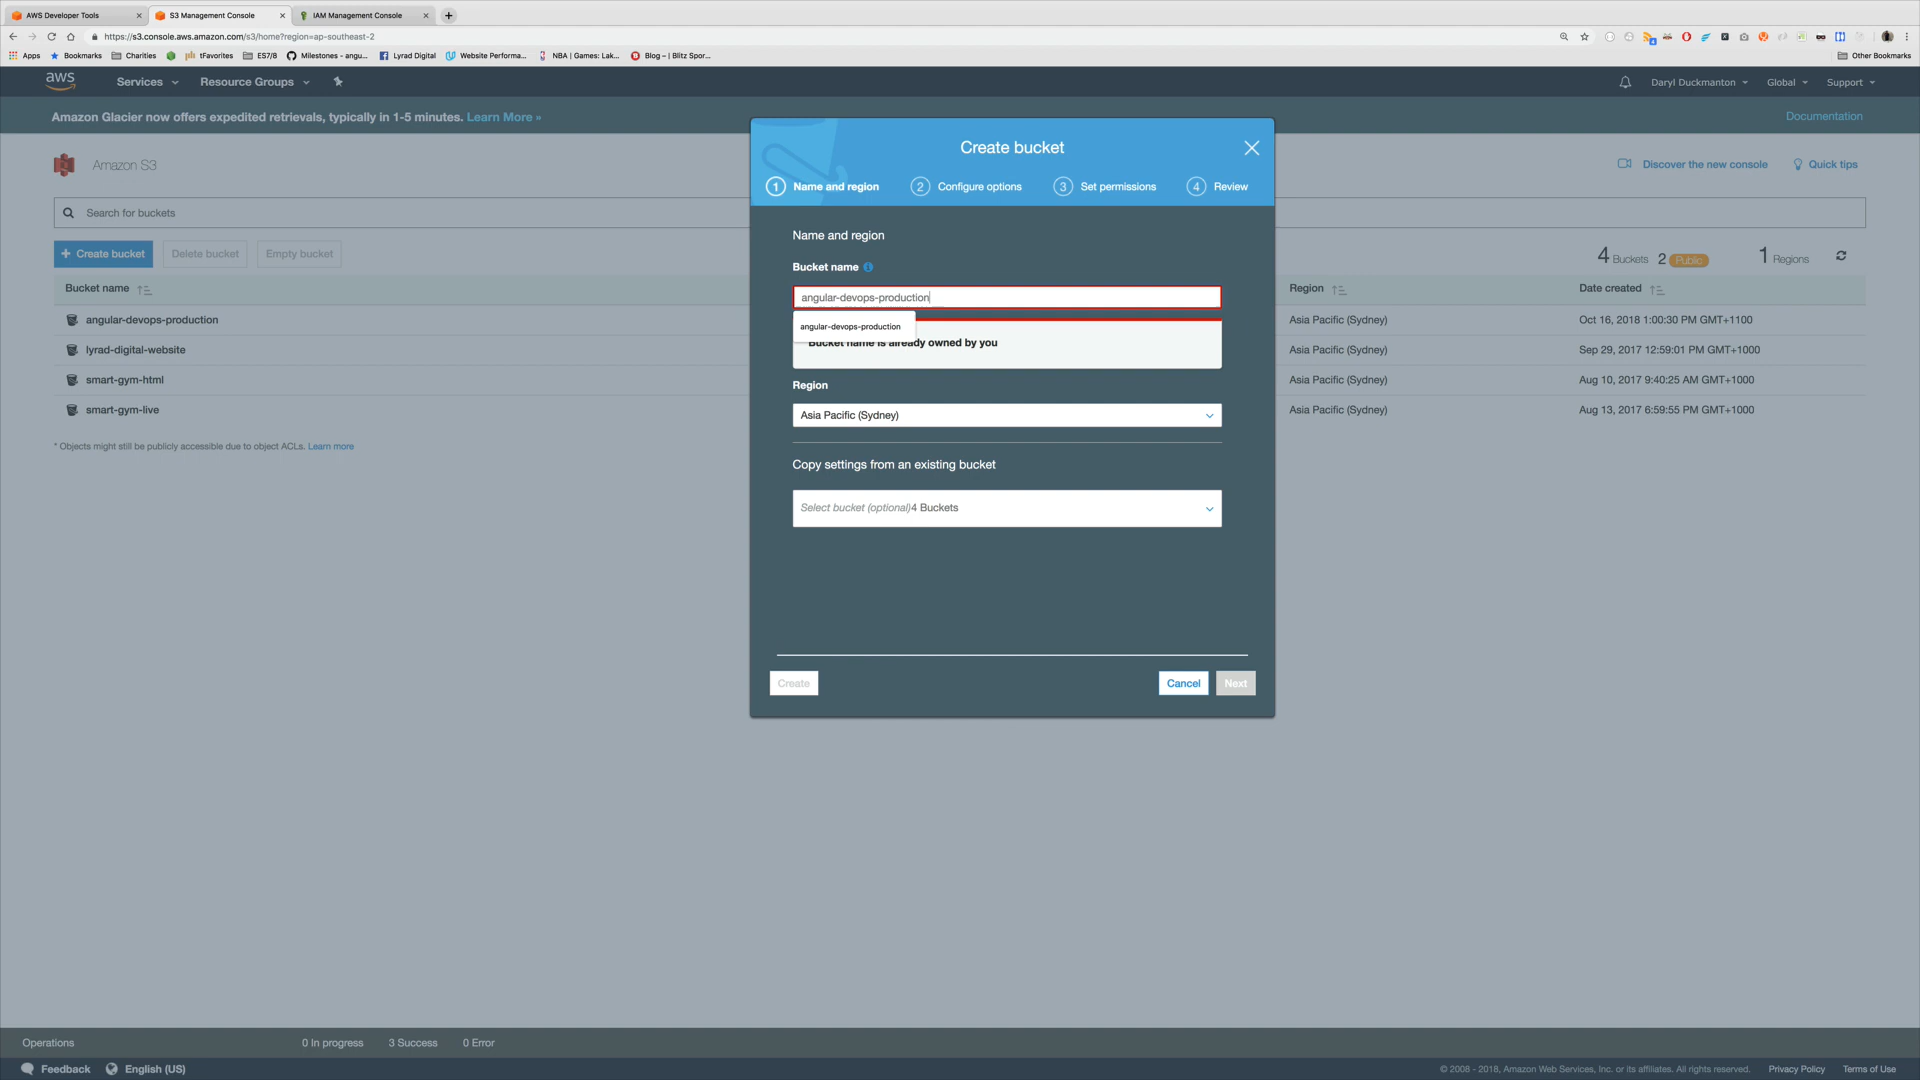 AWS Developer Tools
S3 Management Console
IAM Management Console
https://s3.console.aws.amazon.com/s3/home?region=ap-southeast-2
Apps
Bookmarks
Charities
tFavorites
ES7/8
Milestones - angu...
Lyrad Digital
Website Performa...
NBA | Games: Lak...
Blog – | Blitz Spor...
Other Bookmarks
aws
Services
Resource Groups
Daryl Duckmanton
Global
Support
Amazon Glacier now offers expedited retrievals, typically in 1-5 minutes. Learn More »
Documentation
Amazon S3
Discover the new console
Quick tips
Search for buckets
+ Create bucket
Delete bucket
Empty bucket
4 Buckets
2 Public
1 Regions
Bucket name
Region
Date created
angular-devops-production
Asia Pacific (Sydney)
Oct 16, 2018 1:00:30 PM GMT+1100
lyrad-digital-website
Asia Pacific (Sydney)
Sep 29, 2017 12:59:01 PM GMT+1000
smart-gym-html
Asia Pacific (Sydney)
Aug 10, 2017 9:40:25 AM GMT+1000
smart-gym-live
Asia Pacific (Sydney)
Aug 13, 2017 6:59:55 PM GMT+1000
* Objects might still be publicly accessible due to object ACLs. Learn more
Create bucket
1 Name and region
2 Configure options
3 Set permissions
4 Review
Name and region
Bucket name
angular-devops-production
angular-devops-production
Bucket name is already owned by you
Region
Asia Pacific (Sydney)
Copy settings from an existing bucket
Select bucket (optional)4 Buckets
Create
Cancel
Next
Operations
0 In progress
3 Success
0 Error
Feedback
English (US)
© 2008 - 2018, Amazon Web Services, Inc. or its affiliates. All rights reserved.
Privacy Policy
Terms of Use